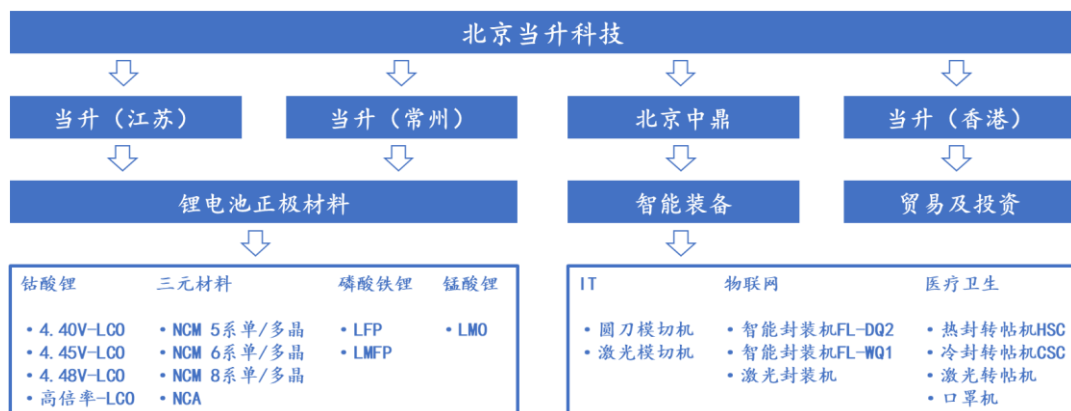 北京当升科技
当升（江苏）
当升（常州）
北京中鼎
当升（香港）
锂电池正极材料
智能装备
贸易及投资
钴酸锂
• 4.40V-LCO
• 4.45V-LCO
• 4.48V-LCO
• 高倍率-LCO
三元材料
• NCM 5系单/多晶
• NCM 6系单/多晶
• NCM 8系单/多晶
• NCA
磷酸铁锂
• LFP
• LMFP
锰酸锂
• LMO
IT
• 圆刀模切机
• 激光模切机
物联网
• 智能封装机FL-DQ2
• 智能封装机FL-WQ1
• 激光封装机
医疗卫生
• 热封转帖机HSC
• 冷封转帖机CSC
• 激光转帖机
• 口罩机